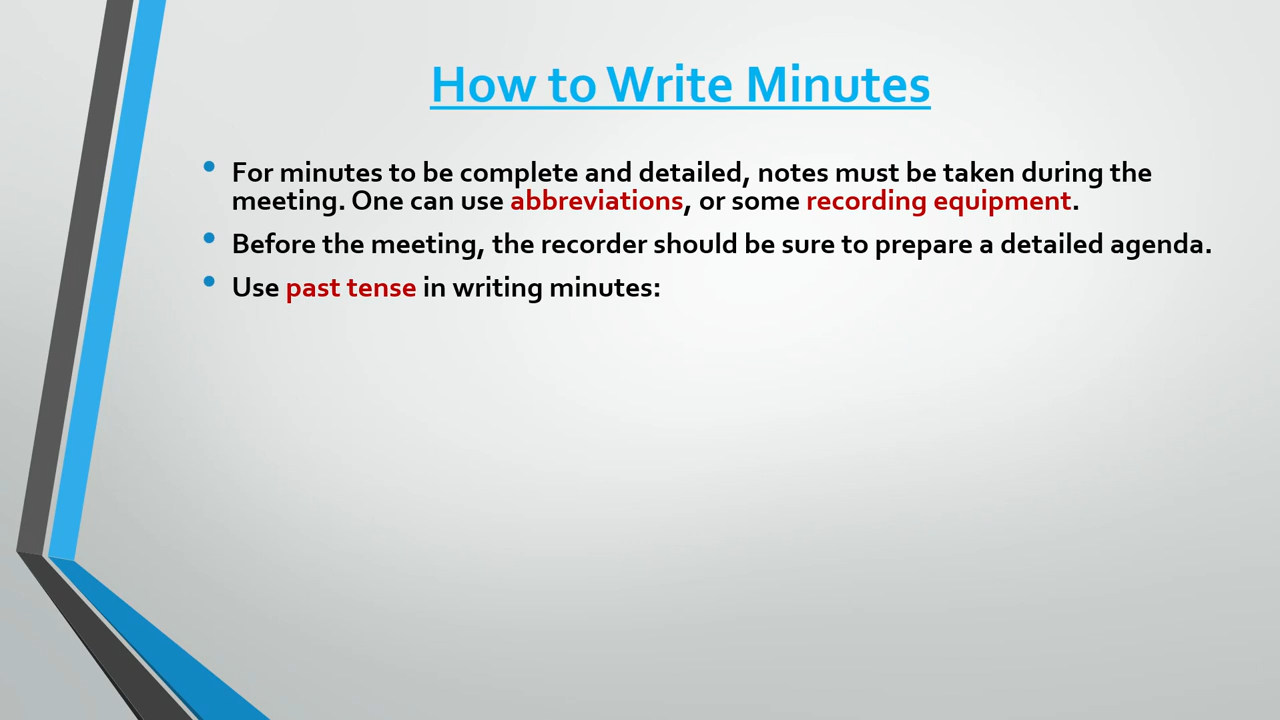 How to Write Minutes
• For minutes to be complete and detailed, notes must be taken during the
meeting. One can use abbreviations, or some recording equipment.
• Before the meeting, the recorder should be sure to prepare a detailed agenda.
• Use past tense in writing minutes: